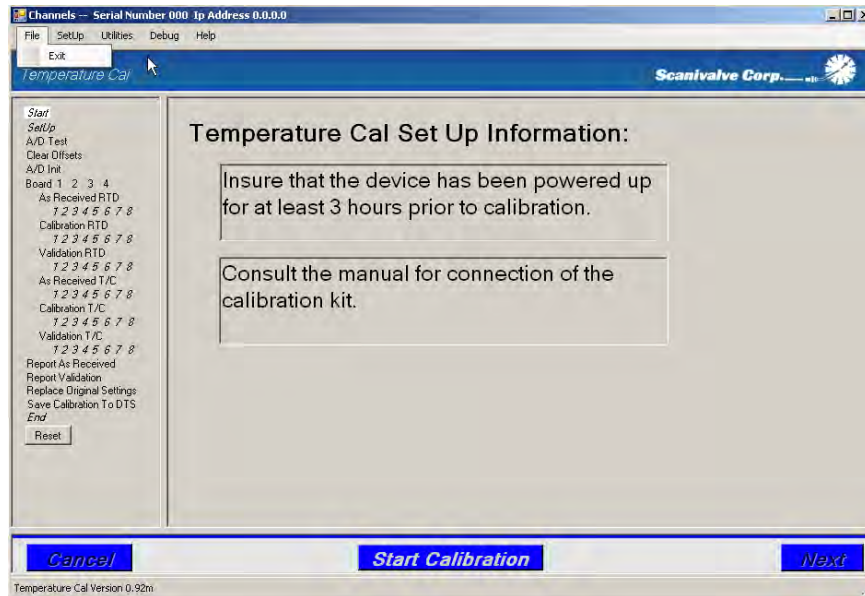 Channels -- Serial Number 000 Ip Address 0.0.0.0
File SetUp Utilities Debug Help
Exit
Temperature Cal
Scanivalve Corp.
Start
SetUp
A/D Test
Clear Offsets
A/D Init
Board 1 2 3 4
As Received RTD
1 2 3 4 5 6 7 8
Calibration RTD
1 2 3 4 5 6 7 8
Validation RTD
1 2 3 4 5 6 7 8
As Received T/C
1 2 3 4 5 6 7 8
Calibration T/C
1 2 3 4 5 6 7 8
Validation T/C
1 2 3 4 5 6 7 8
Report As Received
Report Validation
Replace Original Settings
Save Calibration To DTS
End
Reset
Temperature Cal Set Up Information:
Insure that the device has been powered up
for at least 3 hours prior to calibration.
Consult the manual for connection of the
calibration kit.
Cancel
Start Calibration
Next
Temperature Cal Version 0.92m